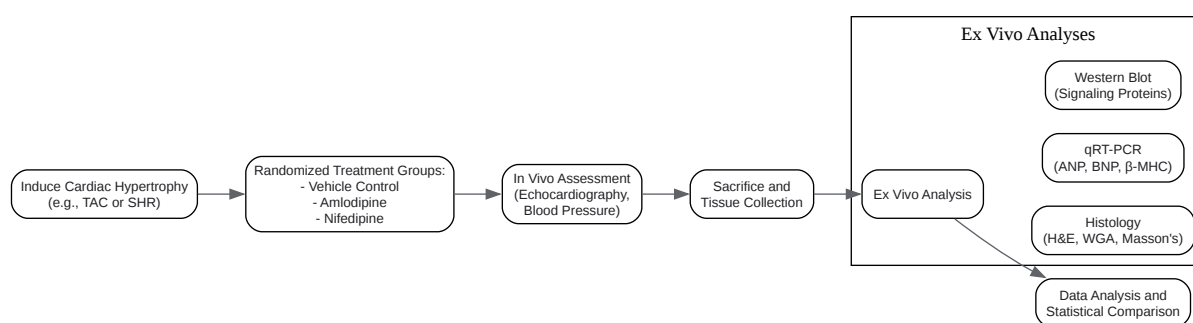 Induce Cardiac Hypertrophy
(e.g., TAC or SHR)
Randomized Treatment Groups:
- Vehicle Control
- Amlodipine
- Nifedipine
In Vivo Assessment
(Echocardiography,
Blood Pressure)
Sacrifice and
Tissue Collection
Ex Vivo Analyses
Ex Vivo Analysis
Western Blot
(Signaling Proteins)
qRT-PCR
(ANP, BNP, β-MHC)
Histology
(H&E, WGA, Masson's)
Data Analysis and
Statistical Comparison